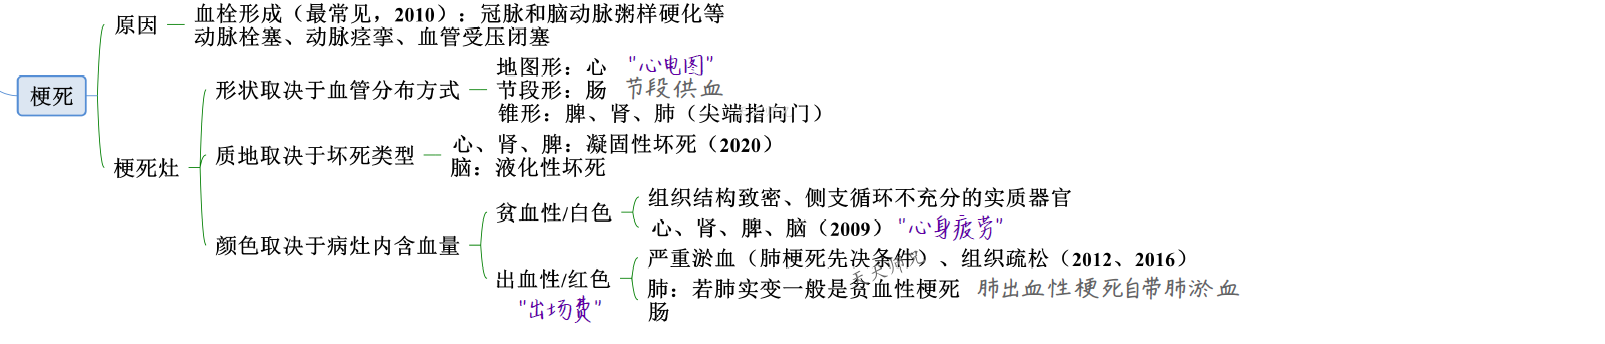 梗死
原因
血栓形成（最常见，2010）：冠脉和脑动脉粥样硬化等
动脉栓塞、动脉痉挛、血管受压闭塞
梗死灶
形状取决于血管分布方式
地图形：心 "心电图"
节段形：肠 节段供血
锥形：脾、肾、肺（尖端指向门）
质地取决于坏死类型
心、肾、脾：凝固性坏死（2020）
脑：液化性坏死
颜色取决于病灶内含血量
贫血性/白色
组织结构致密、侧支循环不充分的实质器官
心、肾、脾、脑（2009）"心身疲劳"
出血性/红色
"出场费"
严重淤血（肺梗死先决条件）、组织疏松（2012、2016）
肺：若肺实变一般是贫血性梗死 肺出血性梗死自带肺淤血
肠